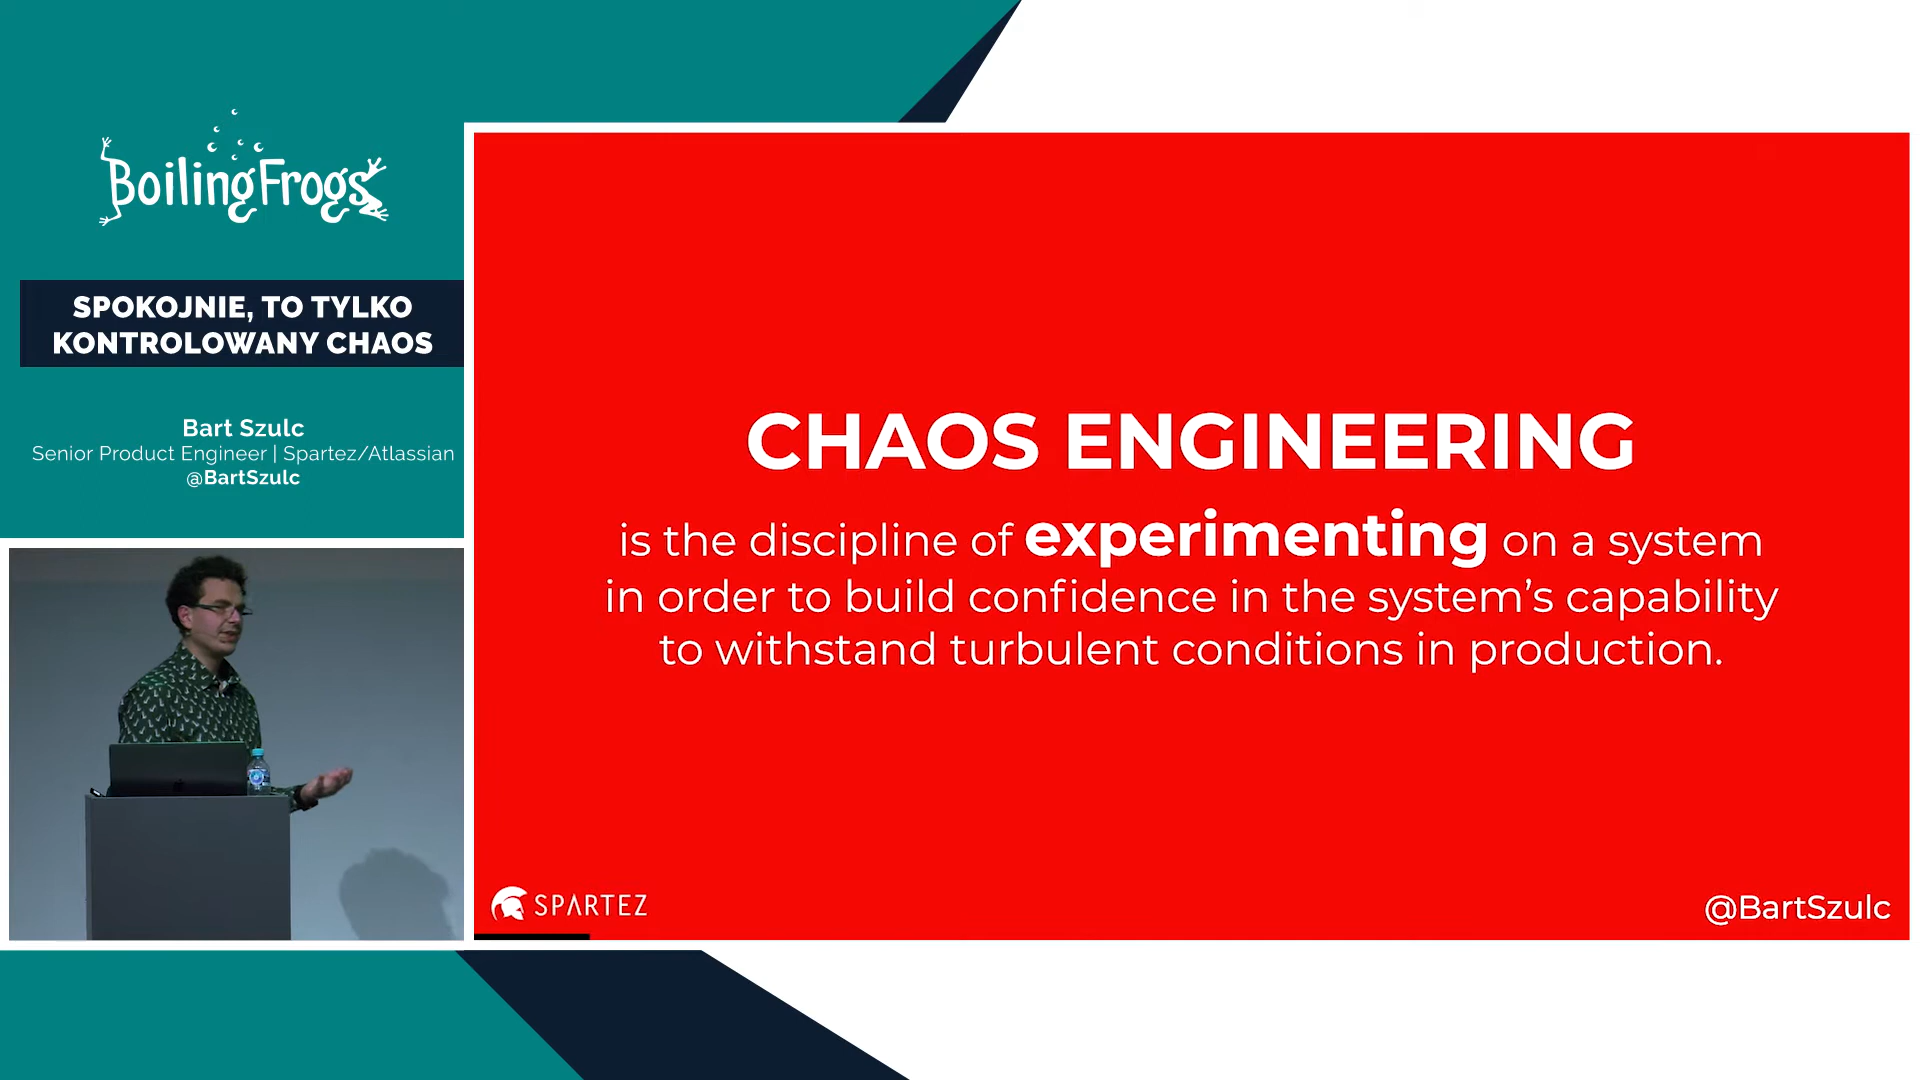 BoilingFrogs
SPOKOJNIE, TO TYLKO
KONTROLOWANY CHAOS
Bart Szulc
Senior Product Engineer | Spartez/Atlassian
@BartSzulc
CHAOS ENGINEERING
is the discipline of experimenting on a system
in order to build confidence in the system’s capability
to withstand turbulent conditions in production.
SPARTEZ
@BartSzulc